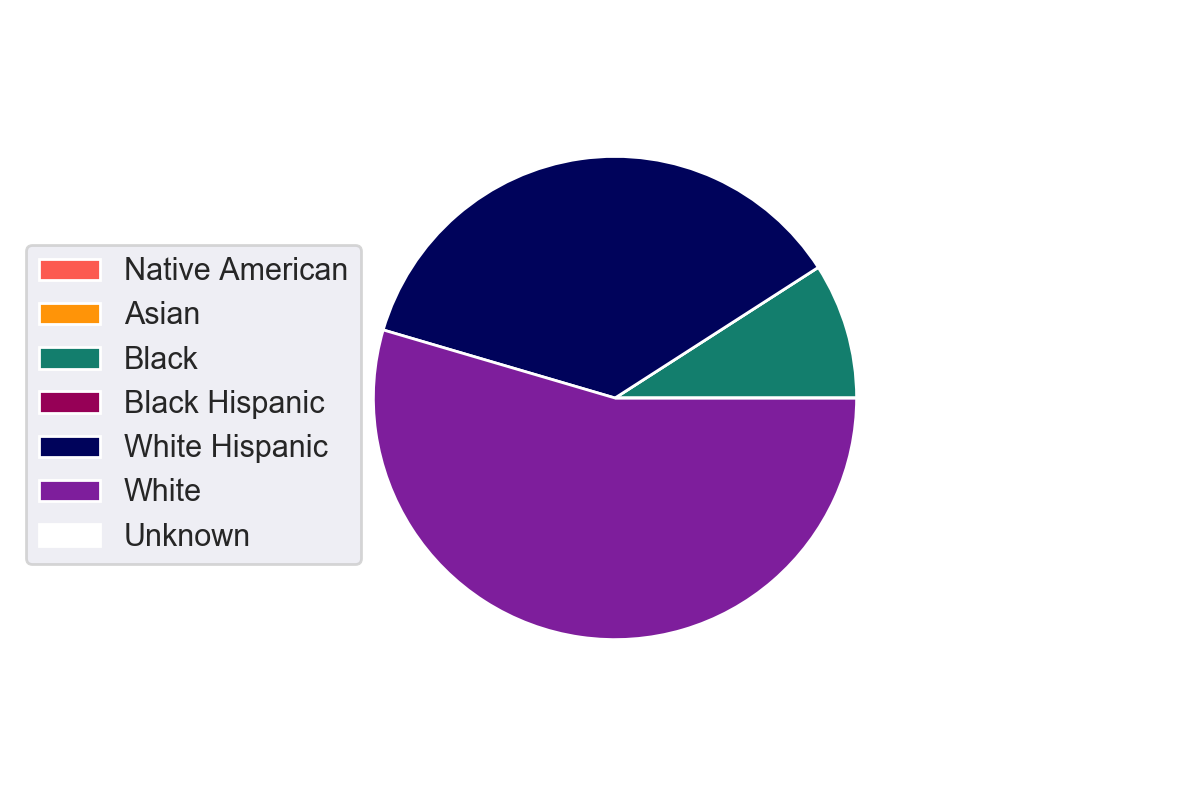 Native American
Asian
Black
Black Hispanic
White Hispanic
White
Unknown